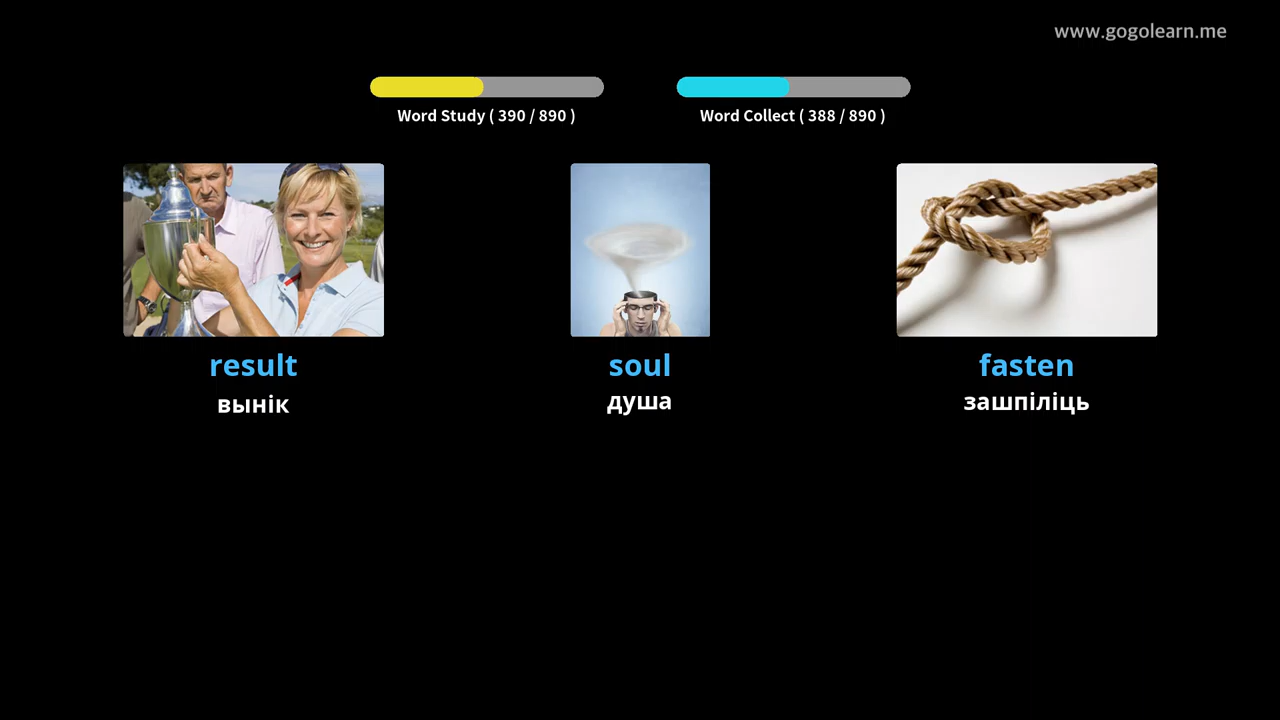 www.gogolearn.me
Word Study ( 390 / 890 )
Word Collect ( 388 / 890 )
result
вынік
soul
душа
fasten
зашпіліць